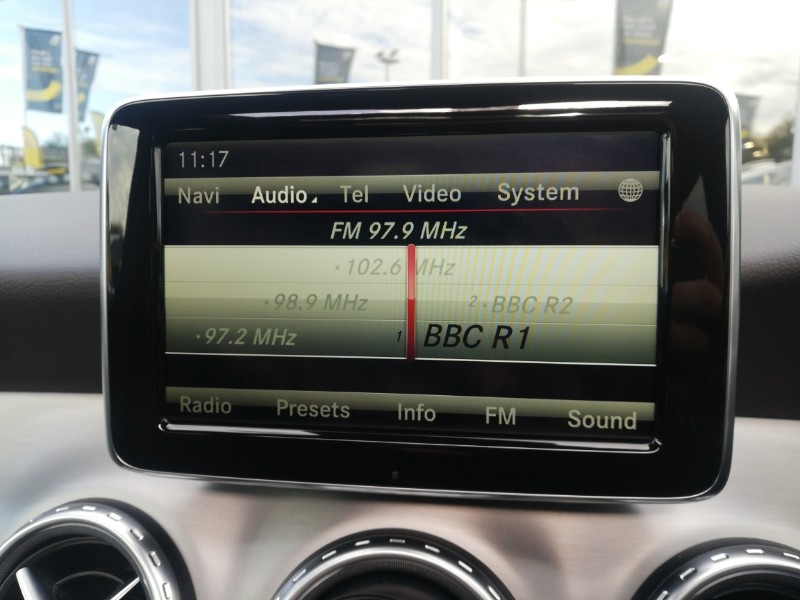 11:17
Navi Audio Tel Video System
FM 97.9 MHz
102.6 MHz
98.9 MHz 2 BBC R2
97.2 MHz 1 BBC R1
Radio Presets Info FM Sound